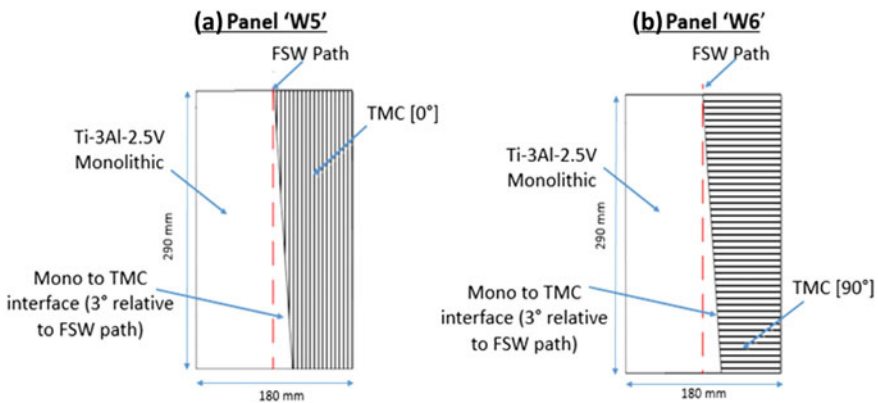 (a) Panel ‘W5’
FSW Path
TMC [0°]
Ti-3Al-2.5V
Monolithic
290 mm
Mono to TMC
interface (3° relative
to FSW path)
180 mm
(b) Panel ‘W6’
FSW Path
Ti-3Al-2.5V
Monolithic
290 mm
Mono to TMC
interface (3° relative
to FSW path)
TMC [90°]
180 mm